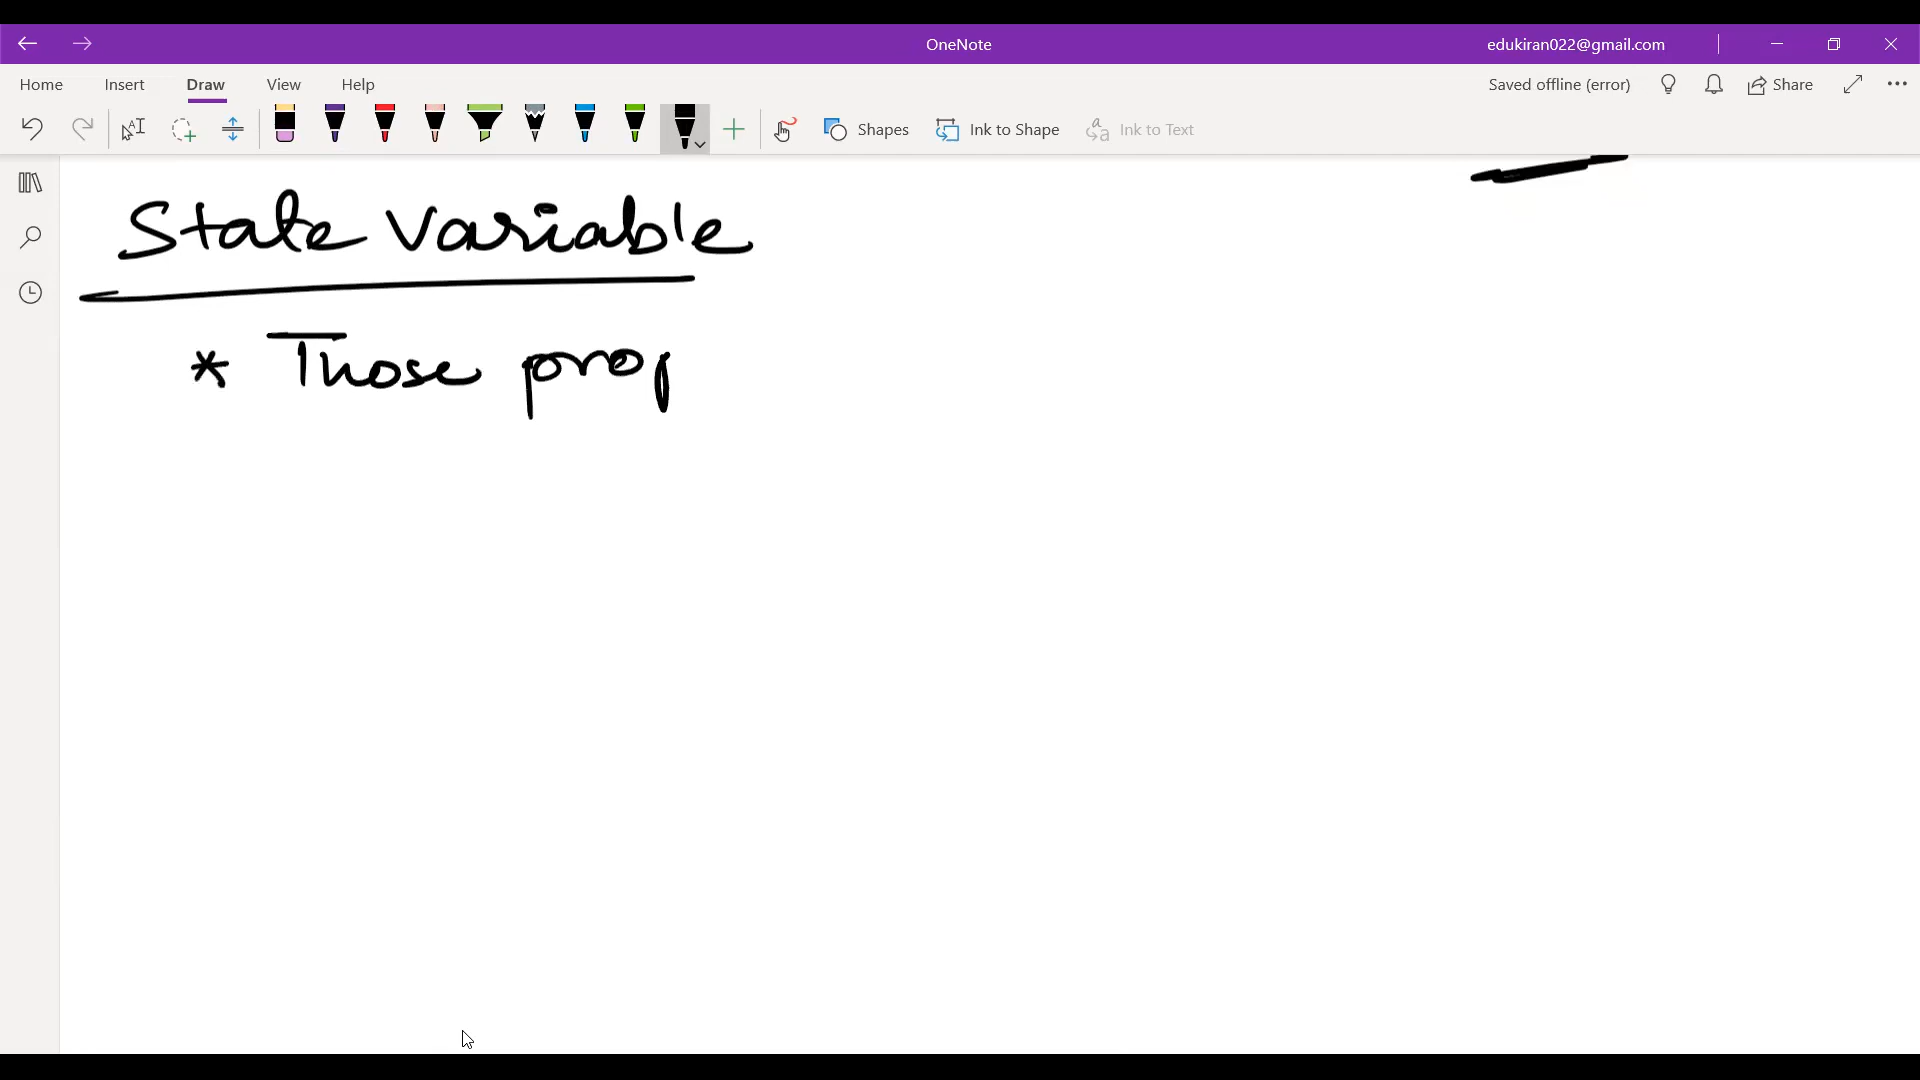 OneNote
edukiran022@gmail.com
Home Insert Draw View Help
Saved offline (error) Share
Shapes Ink to Shape Ink to Text
State Variable
* Those prop